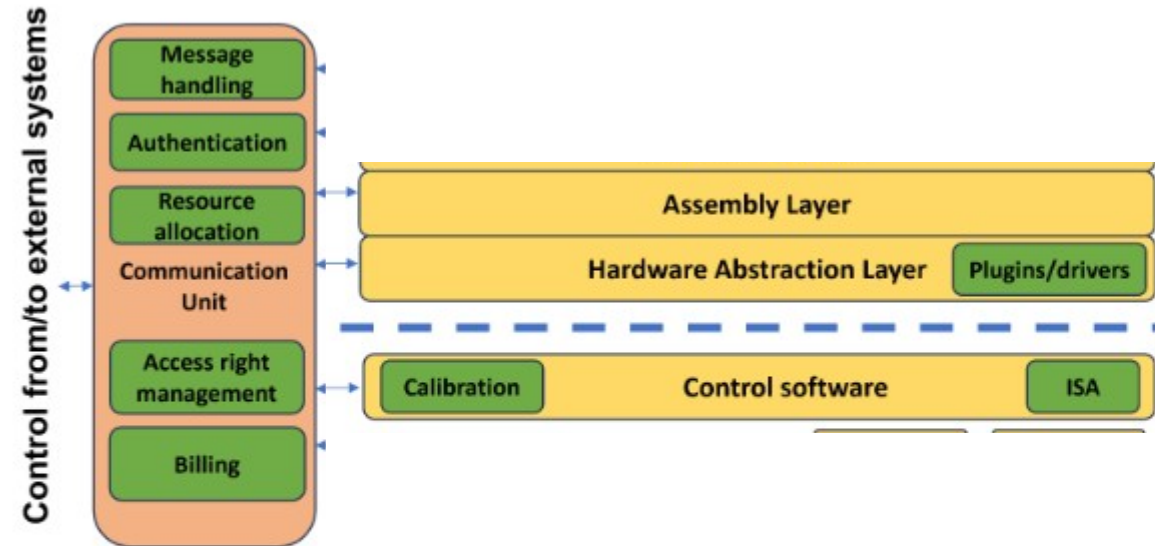 Control from/to external systems
Message
handling
Authentication
Resource
allocation
Communication
Unit
Access right
management
Billing
Assembly Layer
Hardware Abstraction Layer
Plugins/drivers
Calibration
Control software
ISA